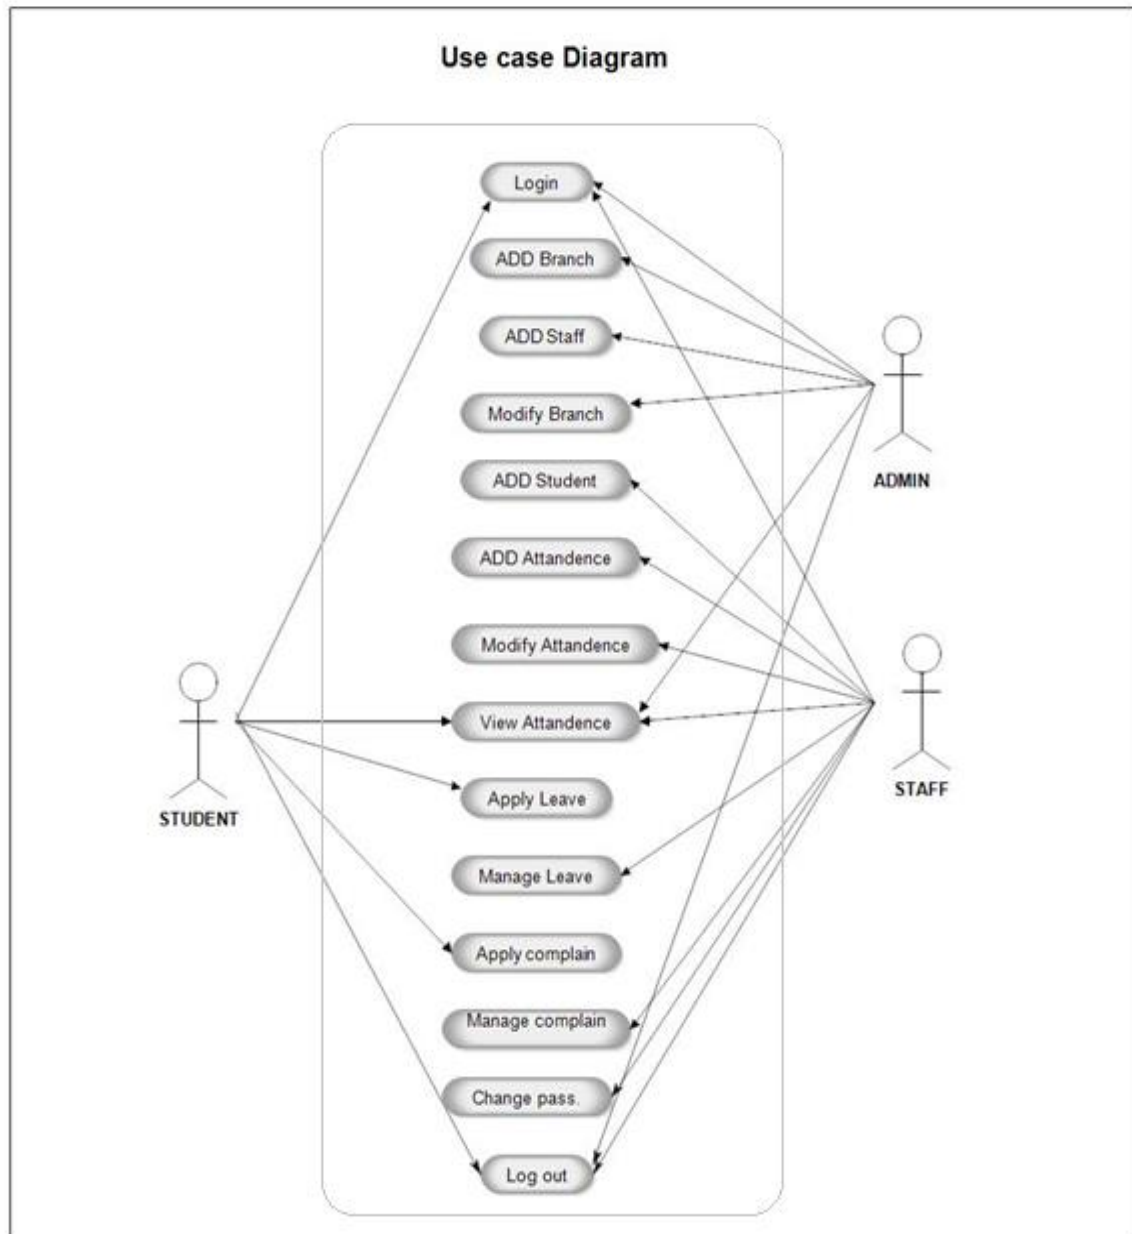 Use case Diagram
Login
ADD Branch
ADD Staff
Modify Branch
ADD Student
ADMIN
ADD Attandence
Modify Attandence
View Attandence
STAFF
Apply Leave
STUDENT
Manage Leave
Apply complain
Manage complain
Change pass.
Log out